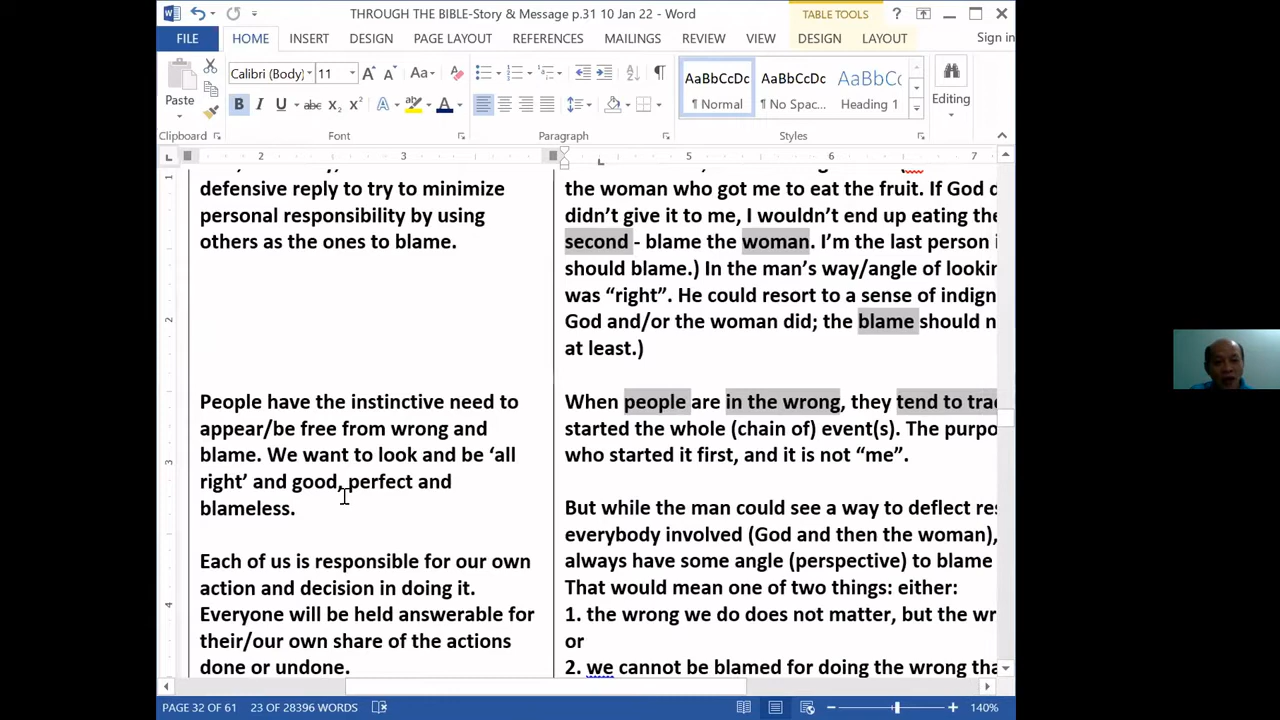 THROUGH THE BIBLE-Story & Message p.31 10 Jan 22 - Word
TABLE TOOLS
FILE HOME INSERT DESIGN PAGE LAYOUT REFERENCES MAILINGS REVIEW VIEW DESIGN LAYOUT Sign in
Paste
Calibri (Body) 11
AaBbCcDc AaBbCcDc AaBbCc
¶ Normal ¶ No Spac... Heading 1
Editing
Clipboard Font Paragraph Styles
2 3 5 6 7
defensive reply to try to minimize
personal responsibility by using
others as the ones to blame.
People have the instinctive need to
appear/be free from wrong and
blame. We want to look and be ‘all
right’ and good, perfect and
blameless.
Each of us is responsible for our own
action and decision in doing it.
Everyone will be held answerable for
their/our own share of the actions
done or undone.
the woman who got me to eat the fruit. If God
didn’t give it to me, I wouldn’t end up eating the
second - blame the woman. I’m the last person
should blame.) In the man’s way/angle of
was “right”. He could resort to a sense of
God and/or the woman did; the blame should
at least.)
When people are in the wrong, they tend to
started the whole (chain of) event(s). The
who started it first, and it is not “me”.
But while the man could see a way to deflect
everybody involved (God and then the woman),
always have some angle (perspective) to blame
That would mean one of two things: either:
1. the wrong we do does not matter, but the
or
2. we cannot be blamed for doing the wrong
PAGE 32 OF 61 23 OF 28396 WORDS 140%